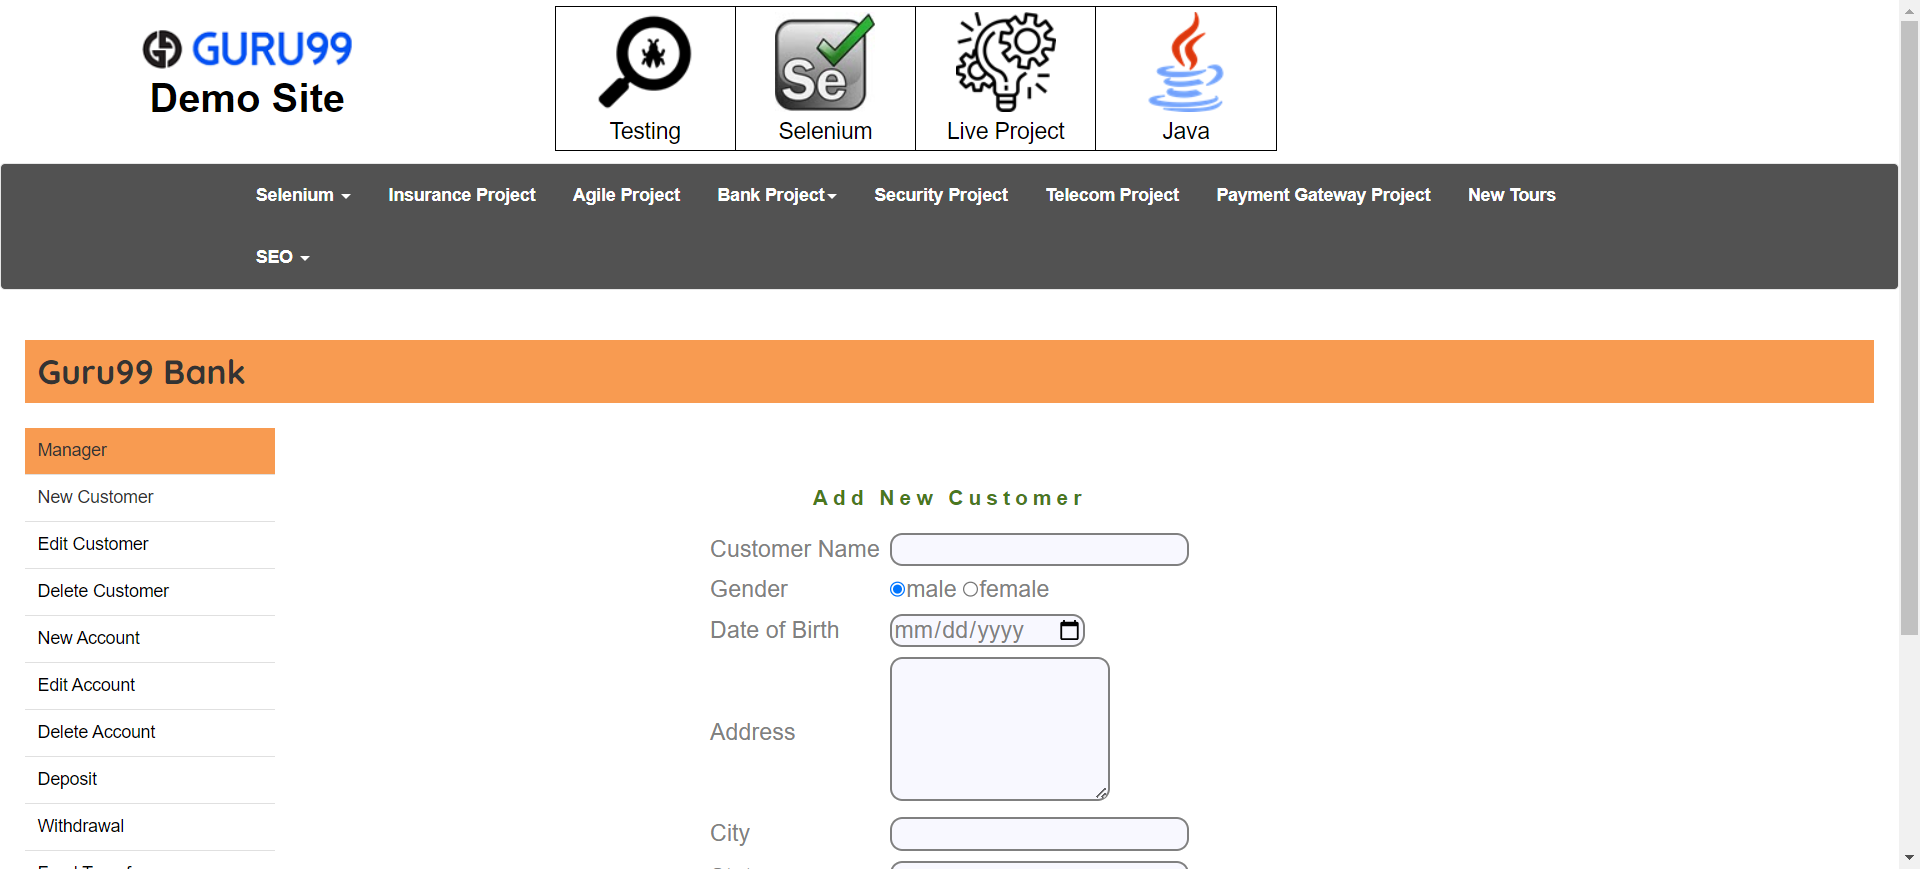 GURU99
Demo Site
Se
Testing
Selenium
Live Project
Java
Selenium
Insurance Project
Agile Project
Bank Project
Security Project
Telecom Project
Payment Gateway Project
New Tours
SEO
Guru99 Bank
Manager
New Customer
Edit Customer
Delete Customer
New Account
Edit Account
Delete Account
Deposit
Withdrawal
Add New Customer
Customer Name
Gender male female
Date of Birth mm/dd/yyyy
Address
City